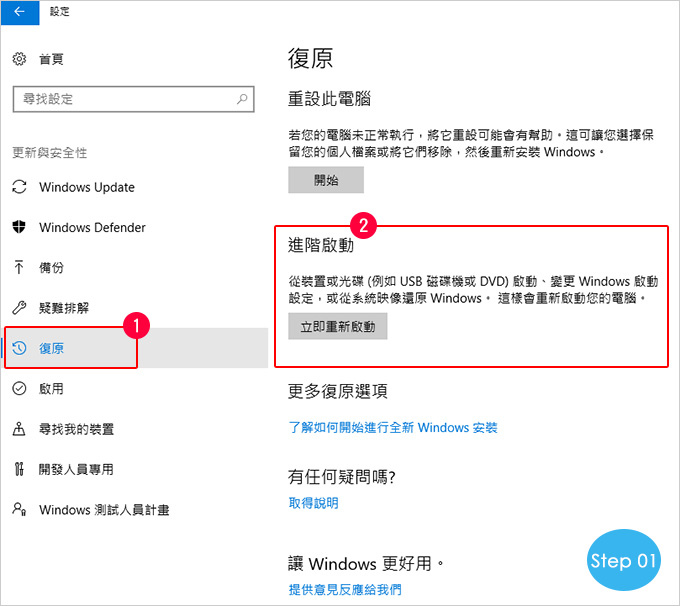 設定
首頁
尋找設定
更新與安全性
Windows Update
Windows Defender
備份
疑難排解
1
復原
啟用
尋找我的裝置
開發人員專用
Windows 測試人員計畫
復原
重設此電腦
若您的電腦未正常執行，將它重設可能會有幫助。這可讓您選擇保
留您的個人檔案或將它們移除，然後重新安裝 Windows。
開始
2
進階啟動
從裝置或光碟 (例如 USB 磁碟機或 DVD) 啟動、變更 Windows 啟動
設定，或從系統映像還原 Windows。 這樣會重新啟動您的電腦。
立即重新啟動
更多復原選項
了解如何開始進行全新 Windows 安裝
有任何疑問嗎?
取得說明
讓 Windows 更好用。
提供意見反應給我們
Step 01